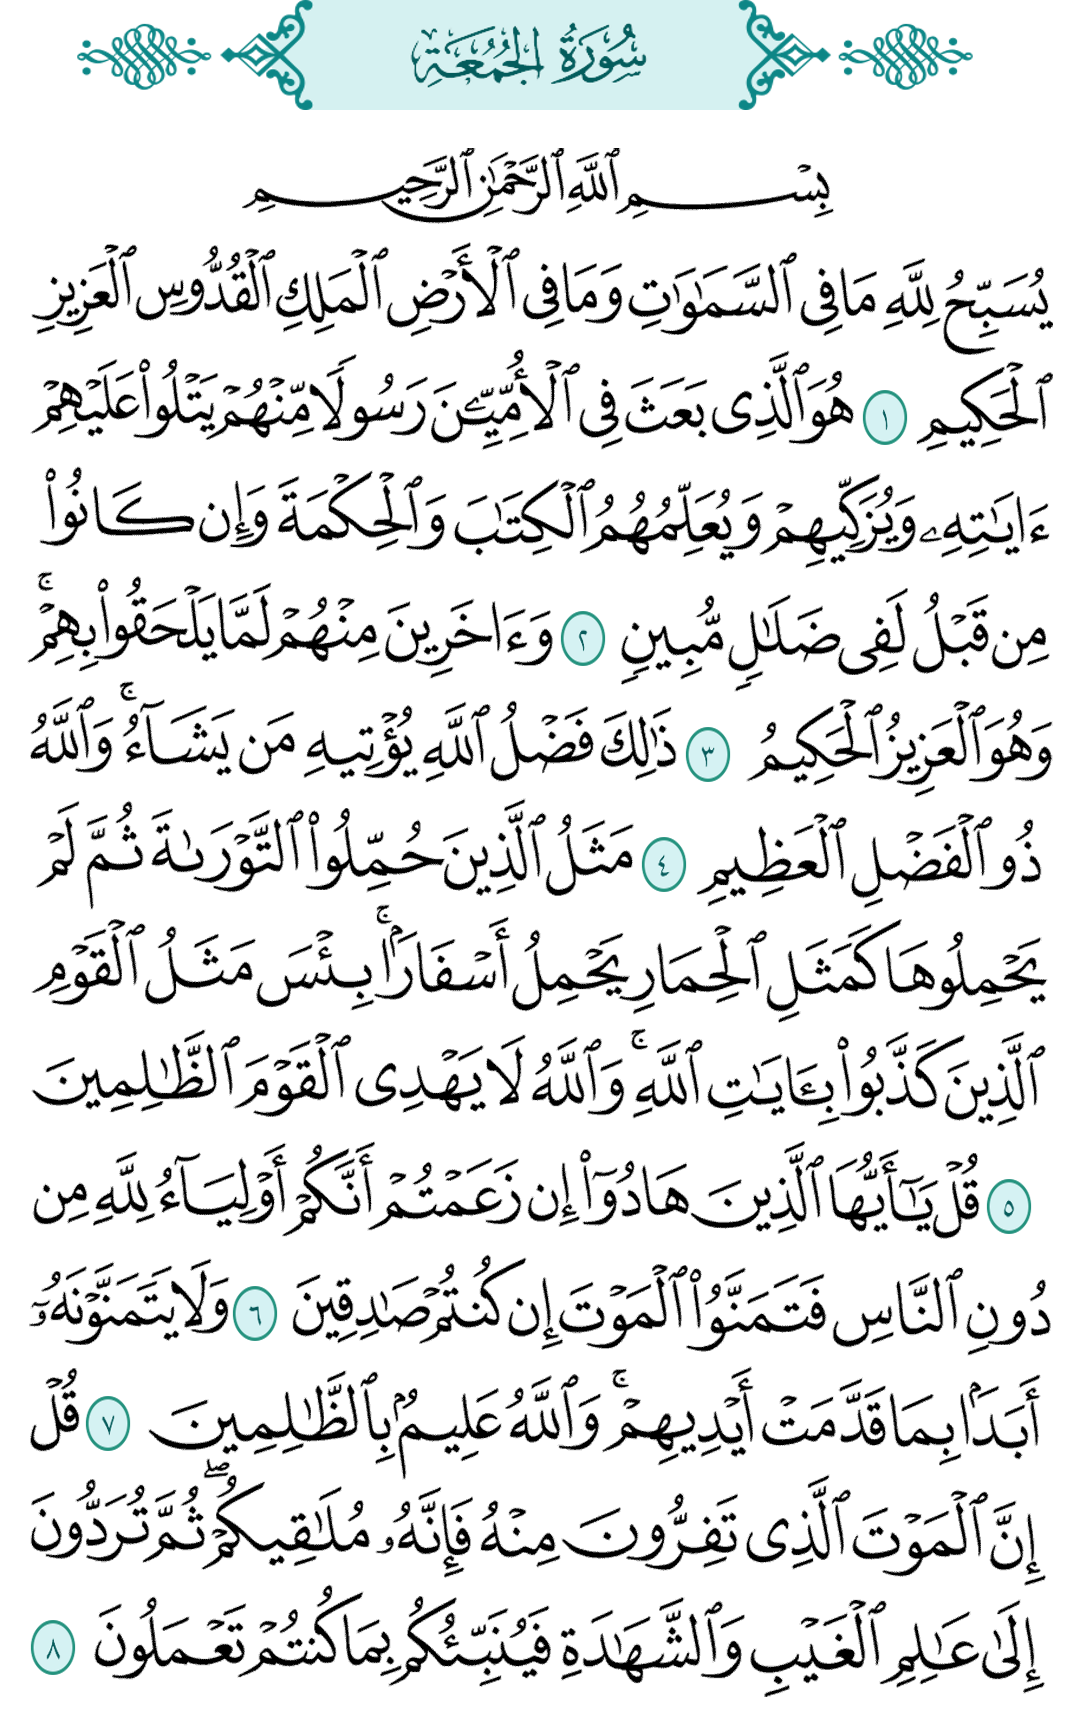 سُورَةُ الجُمُعَةِ
بِسْمِ ٱللَّهِ ٱلرَّحْمَٰنِ ٱلرَّحِيمِ
يُسَبِّحُ لِلَّهِ مَا فِي ٱلسَّمَٰوَٰتِ وَمَا فِي ٱلْأَرْضِ ٱلْمَلِكِ ٱلْقُدُّوسِ ٱلْعَزِيزِ
ٱلْحَكِيمِ ١ هُوَ ٱلَّذِى بَعَثَ فِى ٱلْأُمِّيِّـۧنَ رَسُولًا مِّنْهُمْ يَتْلُوا۟ عَلَيْهِمْ
ءَايَٰتِهِۦ وَيُزَكِّيهِمْ وَيُعَلِّمُهُمُ ٱلْكِتَٰبَ وَٱلْحِكْمَةَ وَإِن كَانُوا۟
مِن قَبْلُ لَفِى ضَلَٰلٍ مُّبِينٍ ٢ وَءَاخَرِينَ مِنْهُمْ لَمَّا يَلْحَقُوا۟ بِهِمْ ۚ
وَهُوَ ٱلْعَزِيزُ ٱلْحَكِيمُ ٣ ذَٰلِكَ فَضْلُ ٱللَّهِ يُؤْتِيهِ مَن يَشَآءُ ۚ وَٱللَّهُ
ذُو ٱلْفَضْلِ ٱلْعَظِيمِ ٤ مَثَلُ ٱلَّذِينَ حُمِّلُوا۟ ٱلتَّوْرَىٰةَ ثُمَّ لَمْ
يَحْمِلُوهَا كَمَثَلِ ٱلْحِمَارِ يَحْمِلُ أَسْفَارًۢا ۚ بِئْسَ مَثَلُ ٱلْقَوْمِ
ٱلَّذِينَ كَذَّبُوا۟ بِـَٔايَٰتِ ٱللَّهِ ۚ وَٱللَّهُ لَا يَهْدِى ٱلْقَوْمَ ٱلظَّٰلِمِينَ
٥ قُلْ يَٰٓأَيُّهَا ٱلَّذِينَ هَادُوٓا۟ إِن زَعَمْتُمْ أَنَّكُمْ أَوْلِيَآءُ لِلَّهِ مِن
دُونِ ٱلنَّاسِ فَتَمَنَّوُا۟ ٱلْمَوْتَ إِن كُنتُمْ صَٰدِقِينَ ٦ وَلَا يَتَمَنَّوْنَهُۥٓ
أَبَدًۢا بِمَا قَدَّمَتْ أَيْدِيهِمْ ۚ وَٱللَّهُ عَلِيمٌۢ بِٱلظَّٰلِمِينَ ٧ قُلْ
إِنَّ ٱلْمَوْتَ ٱلَّذِى تَفِرُّونَ مِنْهُ فَإِنَّهُۥ مُلَٰقِيكُمْ ۖ ثُمَّ تُرَدُّونَ
إِلَىٰ عَٰلِمِ ٱلْغَيْبِ وَٱلشَّهَٰدَةِ فَيُنَبِّئُكُم بِمَا كُنتُمْ تَعْمَلُونَ ٨